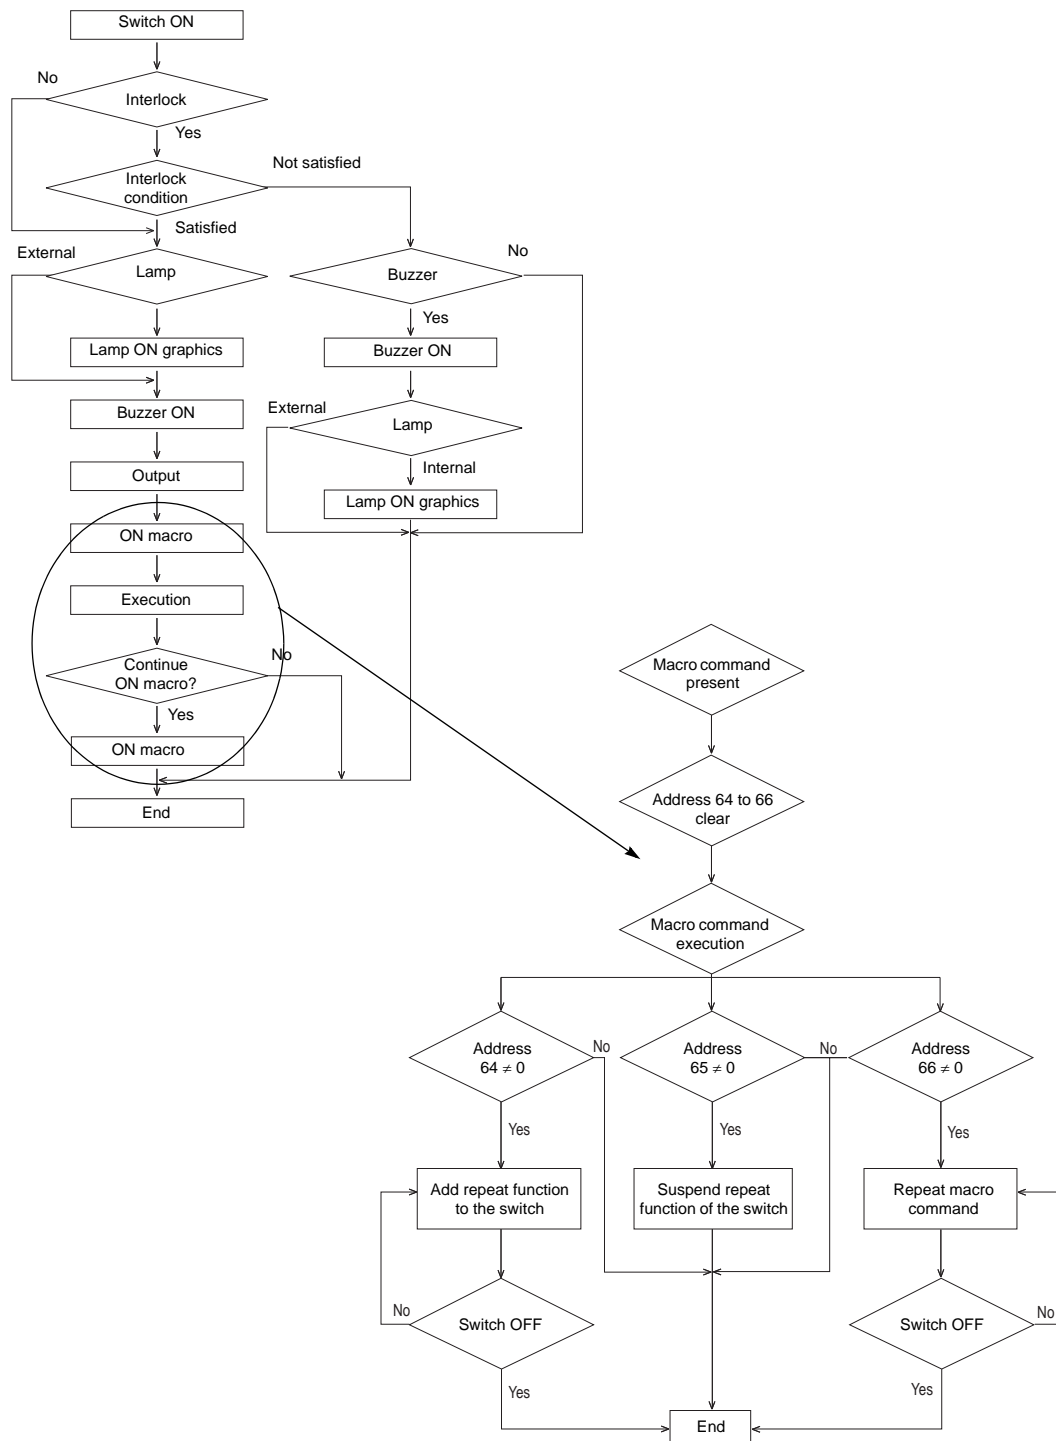 Switch ON
No
Interlock
Yes
Not satisfied
Interlock
condition
Satisfied
External
No
Lamp
Buzzer
Yes
Lamp ON graphics
Buzzer ON
External
Buzzer ON
Lamp
Internal
Output
Lamp ON graphics
ON macro
Execution
No
Continue
ON macro?
Yes
ON macro
End
Macro command
present
Address 64 to 66
clear
Macro command
execution
Address
64 ≠ 0
No
Address
65 ≠ 0
No
Address
66 ≠ 0
Yes
Yes
Yes
Add repeat function
to the switch
Suspend repeat
function of the switch
Repeat macro
command
No
Switch OFF
Switch OFF
No
Yes
Yes
End